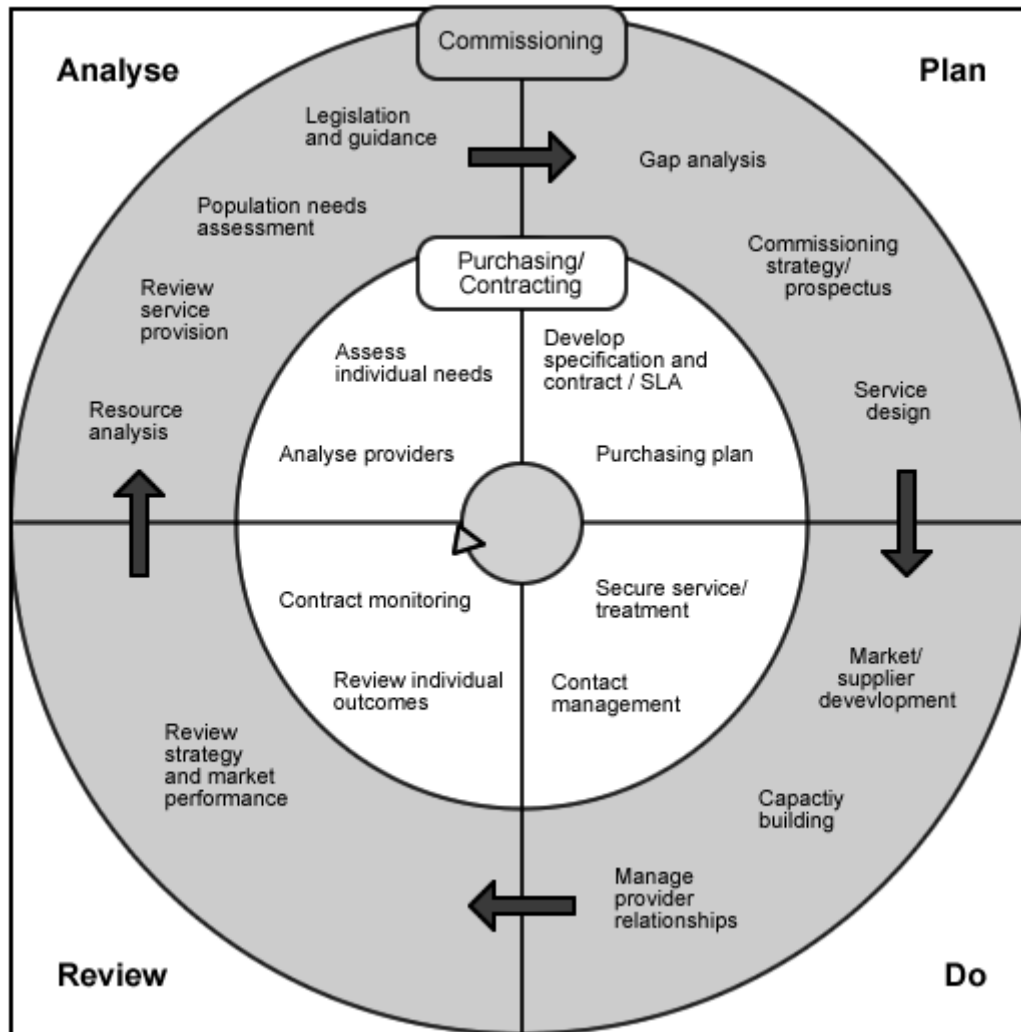 Commissioning
Analyse
Plan
Legislation
and guidance
Gap analysis
Population needs
assessment
Commissioning
strategy/
prospectus
Purchasing/
Contracting
Review
service
provision
Assess
individual needs
Develop
specification and
contract / SLA
Resource
analysis
Service
design
Analyse providers
Purchasing plan
Contract monitoring
Secure service/
treatment
Review individual
outcomes
Contact
management
Market/
supplier
devevlopment
Review
strategy
and market
performance
Capactiy
building
Manage
provider
relationships
Review
Do